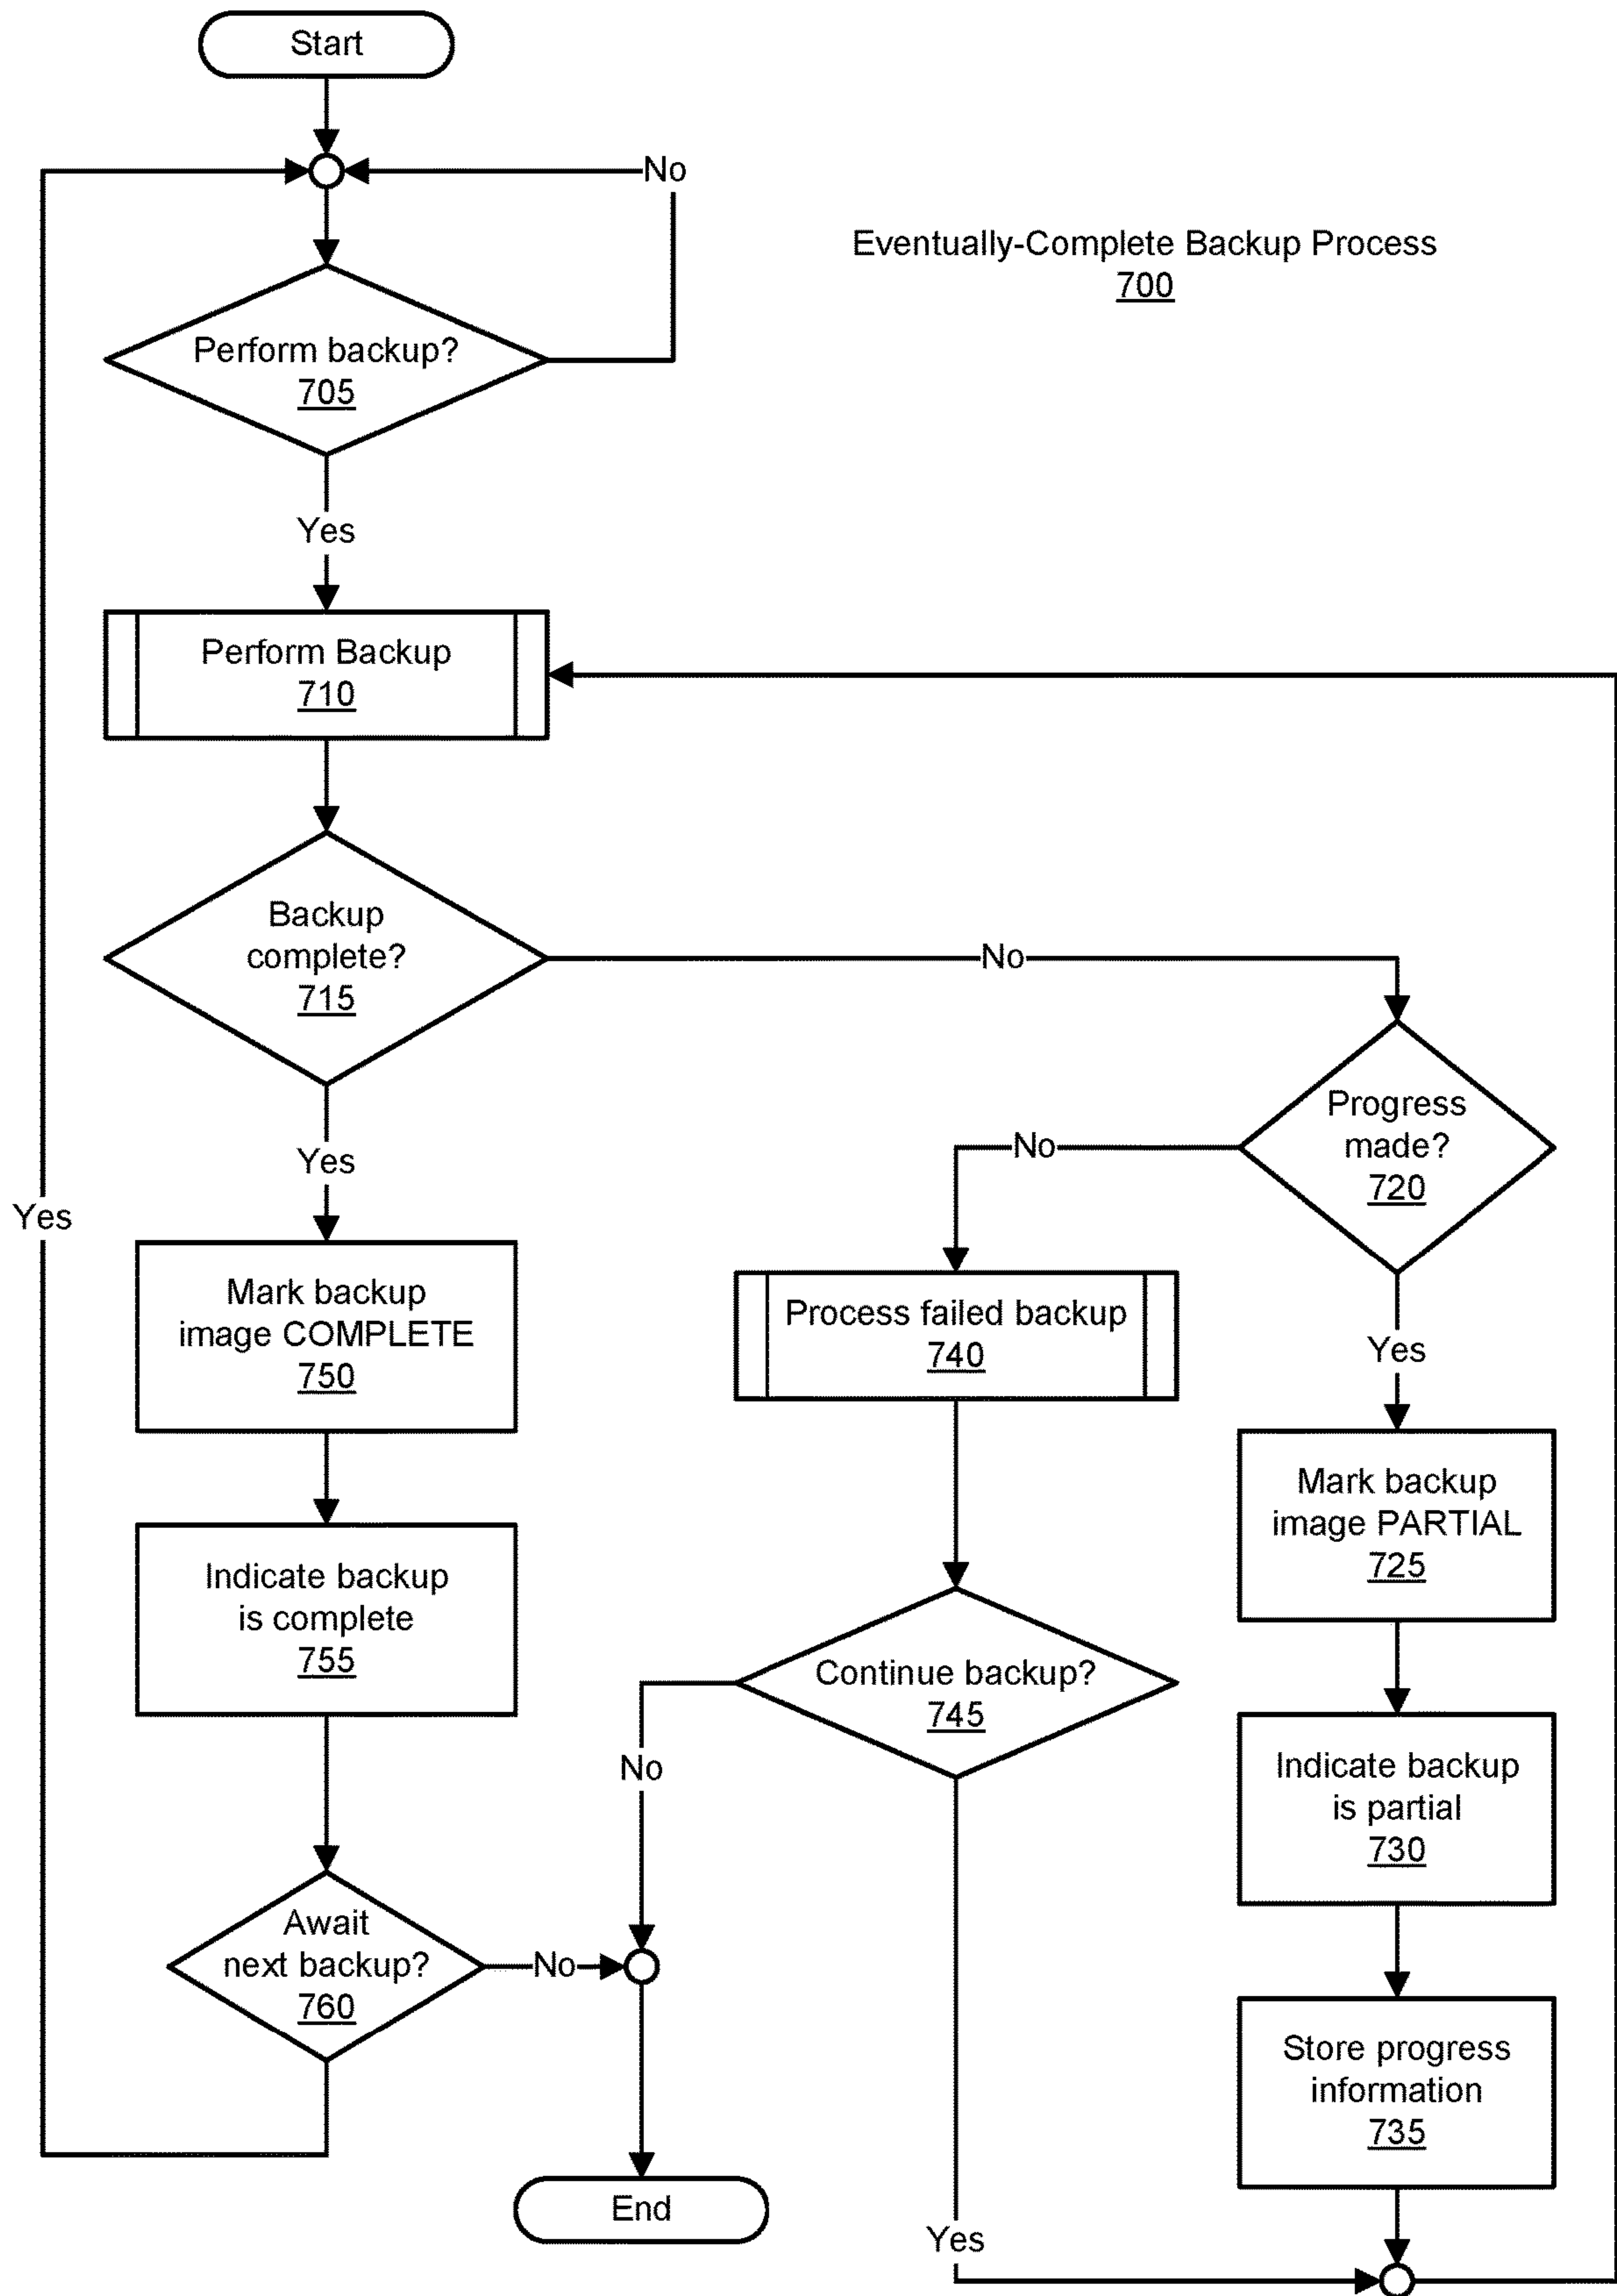 Start
No
Eventually-Complete Backup Process
700
Perform backup?
705
Yes
Perform Backup
710
Backup
complete?
715
No
Progress
made?
720
No
Yes
Yes
Mark backup
image COMPLETE
750
Process failed backup
740
Yes
Mark backup
image PARTIAL
725
Indicate backup
is complete
755
Continue backup?
745
No
Indicate backup
is partial
730
Await
next backup?
760
No
Store progress
information
735
End
Yes